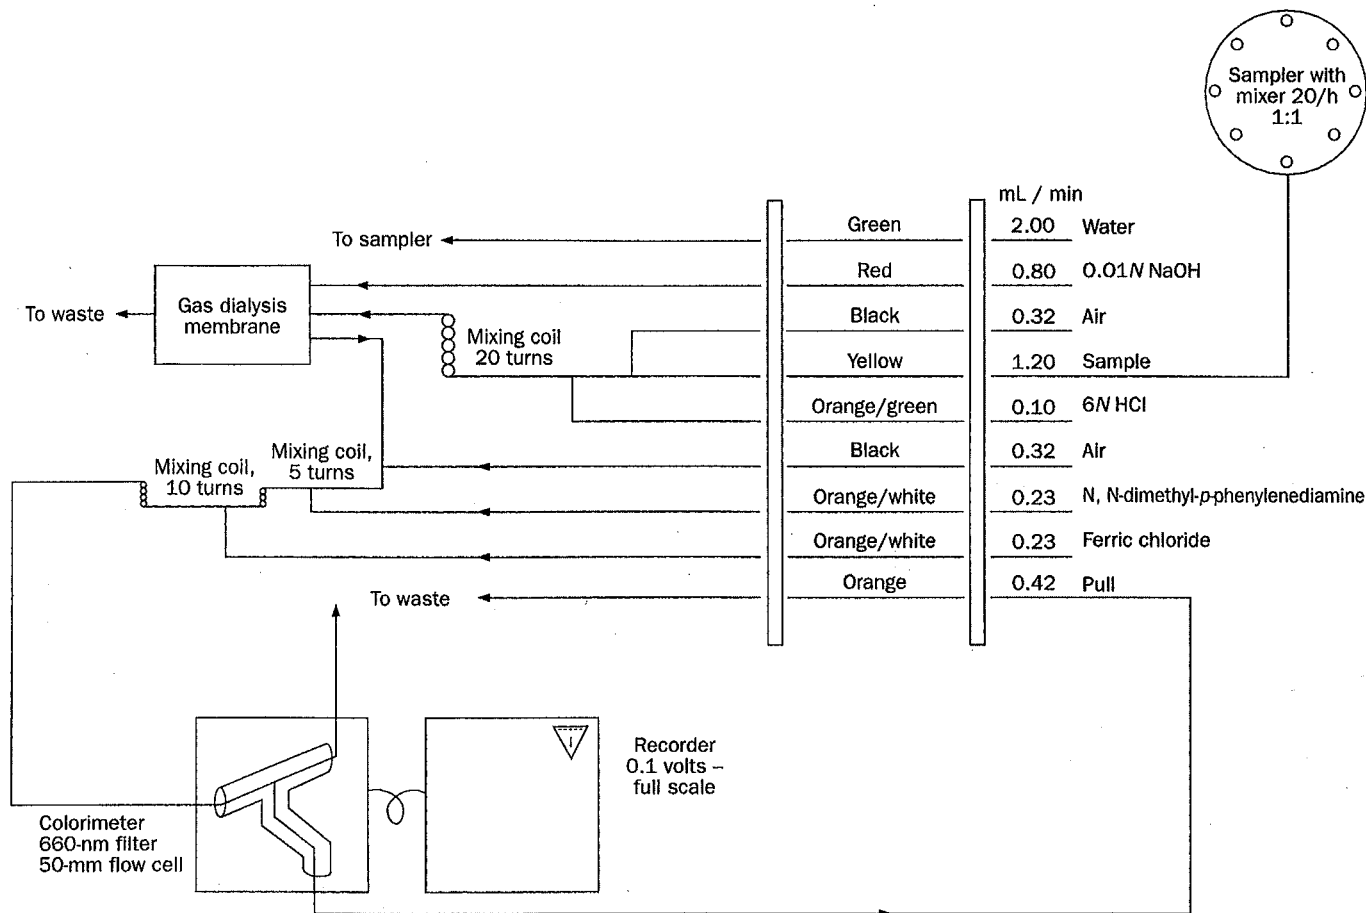 Sampler with
mixer 20/h
1:1
mL / min
Green 2.00 Water
To sampler
Red 0.80 0.01N NaOH
Gas dialysis
membrane
To waste
Black 0.32 Air
Mixing coil
20 turns
Yellow 1.20 Sample
Orange/green 0.10 6N HCl
Black 0.32 Air
Mixing coil,
5 turns
Mixing coil,
10 turns
Orange/white 0.23 N, N-dimethyl-p-phenylenediamine
Orange/white 0.23 Ferric chloride
Orange 0.42 Pull
To waste
Recorder
0.1 volts –
full scale
Colorimeter
660-nm filter
50-mm flow cell
I